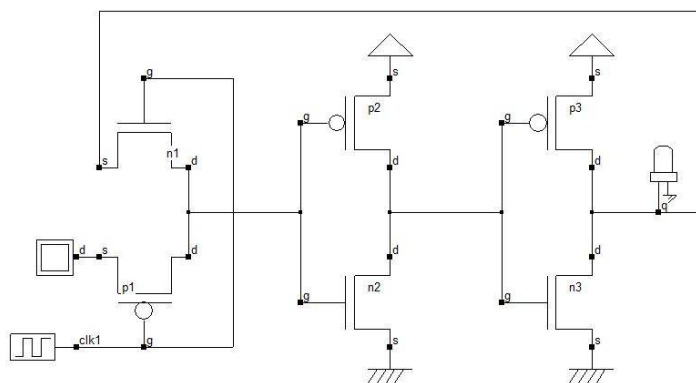 s s
g
p2 p3
g g
n1
s d d d
q
d s d d d
p1 g n2 g n3
clk1 g s s